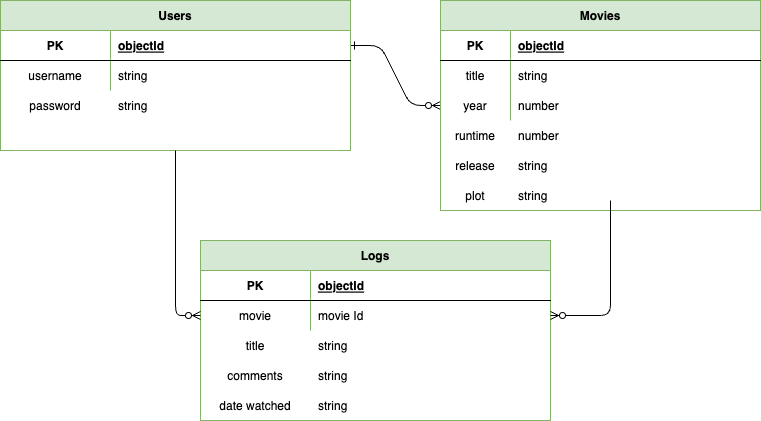 Users
PK objectId
username string
password string
Movies
PK objectId
title string
year number
runtime number
release string
plot string
Logs
PK objectId
movie movie Id
title string
comments string
date watched string